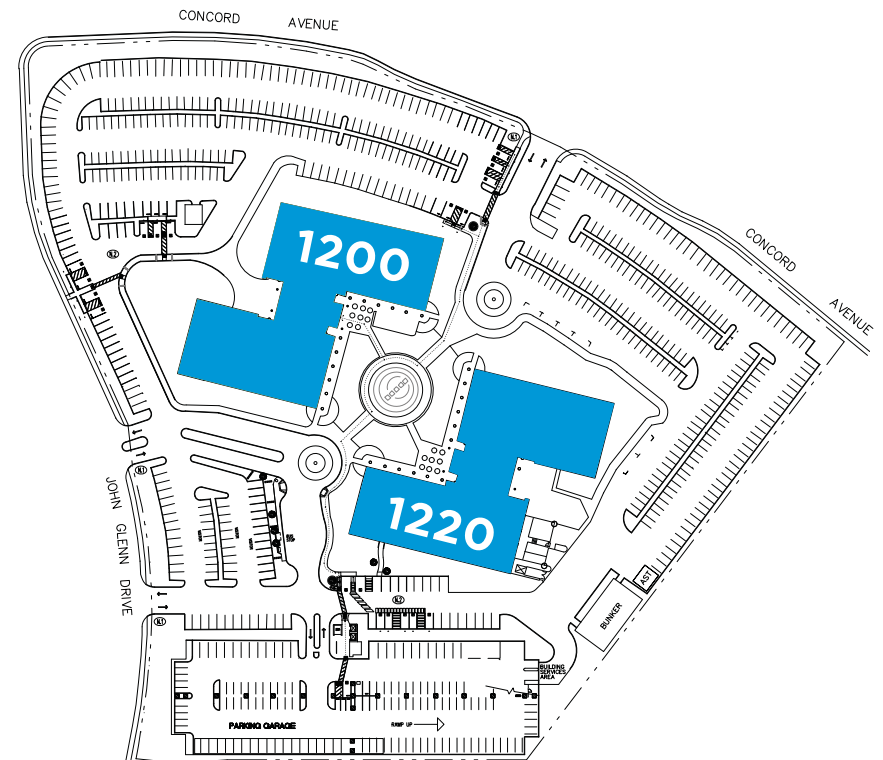 CONCORD AVENUE
1200
CONCORD
AVENUE
1220
JOHN GLENN DRIVE
AST
BUNKER
BUILDING
SERVICES
AREA
PARKING GARAGE
RAMP UP